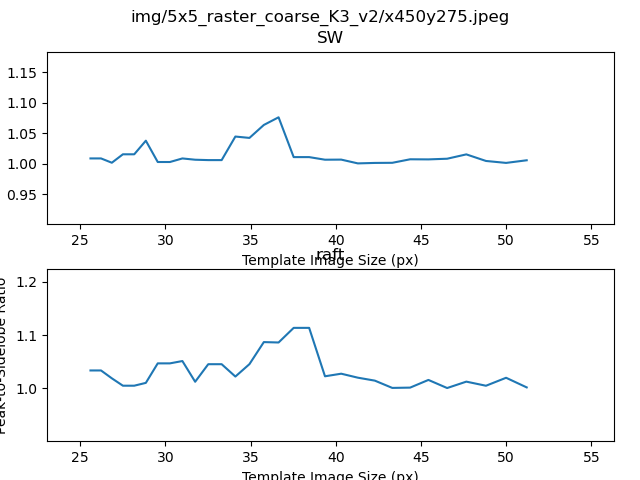 img/5x5_raster_coarse_K3_v2/x450y275.jpeg
SW
1.15
1.10
1.05
1.00
0.95
25 30 35 40 45 50 55
Template Image Size (px)
raft
1.2
1.1
1.0
Peak-to-Sidelobe Ratio
25 30 35 40 45 50 55
Template Image Size (px)